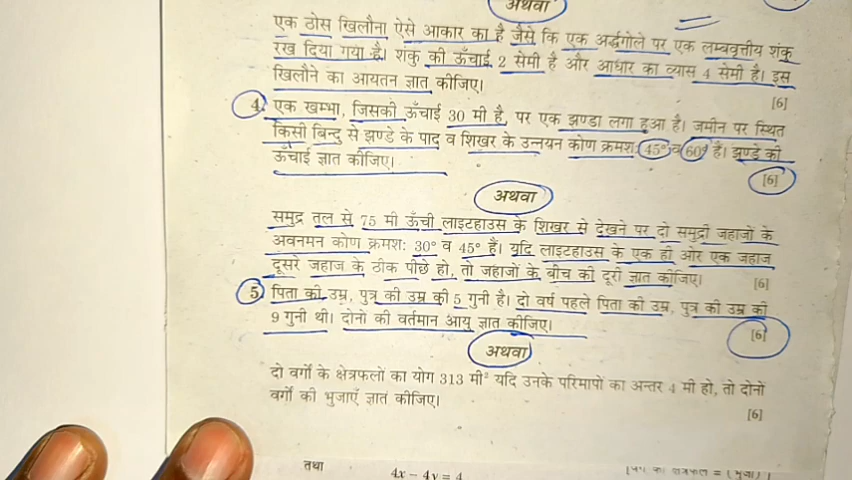 अथवा
एक ठोस खिलौना ऐसे आकार का है जैसे कि एक अर्द्धगोले पर एक लम्बवृत्तीय शंकु
रख दिया गया है। शंकु की ऊँचाई 2 सेमी है और आधार का व्यास 4 सेमी है। इस
खिलौने का आयतन ज्ञात कीजिए। [6]
4. एक खम्भा, जिसकी ऊँचाई 30 मी है, पर एक झण्डा लगा हुआ है। जमीन पर स्थित
किसी बिन्दु से झण्डे के पाद व शिखर के उन्नयन कोण क्रमशः 45° व 60° है। झण्डे की
ऊँचाई ज्ञात कीजिए। [6]
अथवा
समुद्र तल से 75 मी ऊँची लाइटहाउस के शिखर से देखने पर दो समुद्री जहाजों के
अवनमन कोण क्रमशः 30° व 45° हैं। यदि लाइटहाउस के एक ही ओर एक जहाज
दूसरे जहाज के ठीक पीछे हो, तो जहाजों के बीच की दूरी ज्ञात कीजिए। [6]
5. पिता की उम्र, पुत्र की उम्र की 5 गुनी है। दो वर्ष पहले पिता की उम्र, पुत्र की उम्र की
9 गुनी थी। दोनों की वर्तमान आयु ज्ञात कीजिए। [6]
अथवा
दो वर्गों के क्षेत्रफलों का योग 313 मी² यदि उनके परिमापों का अन्तर 4 मी हो, तो दोनों
वर्गों की भुजाएँ ज्ञात कीजिए। [6]
तथा 4x – 4y = 4